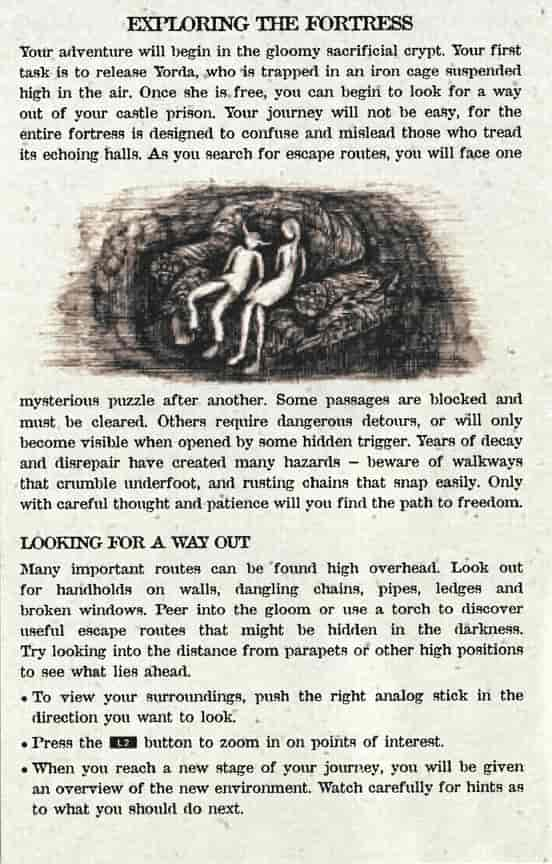 EXPLORING THE FORTRESS
Your adventure will begin in the gloomy sacrificial crypt. Your first
task is to release Yorda, who is trapped in an iron cage suspended
high in the air. Once she is free, you can begin to look for a way
out of your castle prison. Your journey will not be easy, for the
entire fortress is designed to confuse and mislead those who tread
its echoing halls. As you search for escape routes, you will face one
mysterious puzzle after another. Some passages are blocked and
must be cleared. Others require dangerous detours, or will only
become visible when opened by some hidden trigger. Years of decay
and disrepair have created many hazards – beware of walkways
that crumble underfoot, and rusting chains that snap easily. Only
with careful thought and patience will you find the path to freedom.
LOOKING FOR A WAY OUT
Many important routes can be found high overhead. Look out
for handholds on walls, dangling chains, pipes, ledges and
broken windows. Peer into the gloom or use a torch to discover
useful escape routes that might be hidden in the darkness.
Try looking into the distance from parapets or other high positions
to see what lies ahead.
• To view your surroundings, push the right analog stick in the
direction you want to look.
• Press the L2 button to zoom in on points of interest.
• When you reach a new stage of your journey, you will be given
an overview of the new environment. Watch carefully for hints as
to what you should do next.